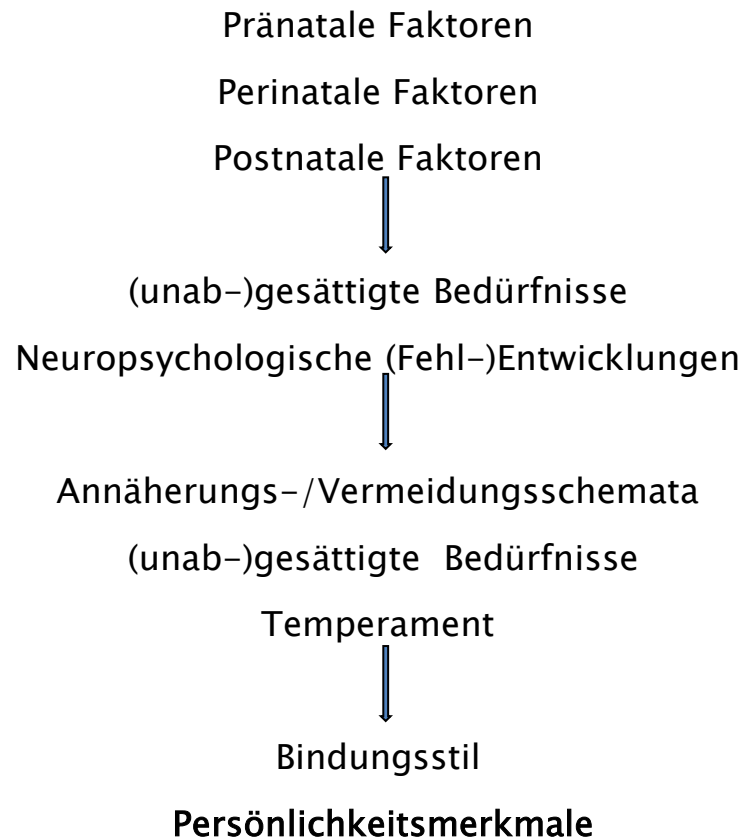 Pränatale Faktoren
Perinatale Faktoren
Postnatale Faktoren
(unab-)gesättigte Bedürfnisse
Neuropsychologische (Fehl-)Entwicklungen
Annäherungs-/Vermeidungsschemata
(unab-)gesättigte Bedürfnisse
Temperament
Bindungsstil
Persönlichkeitsmerkmale